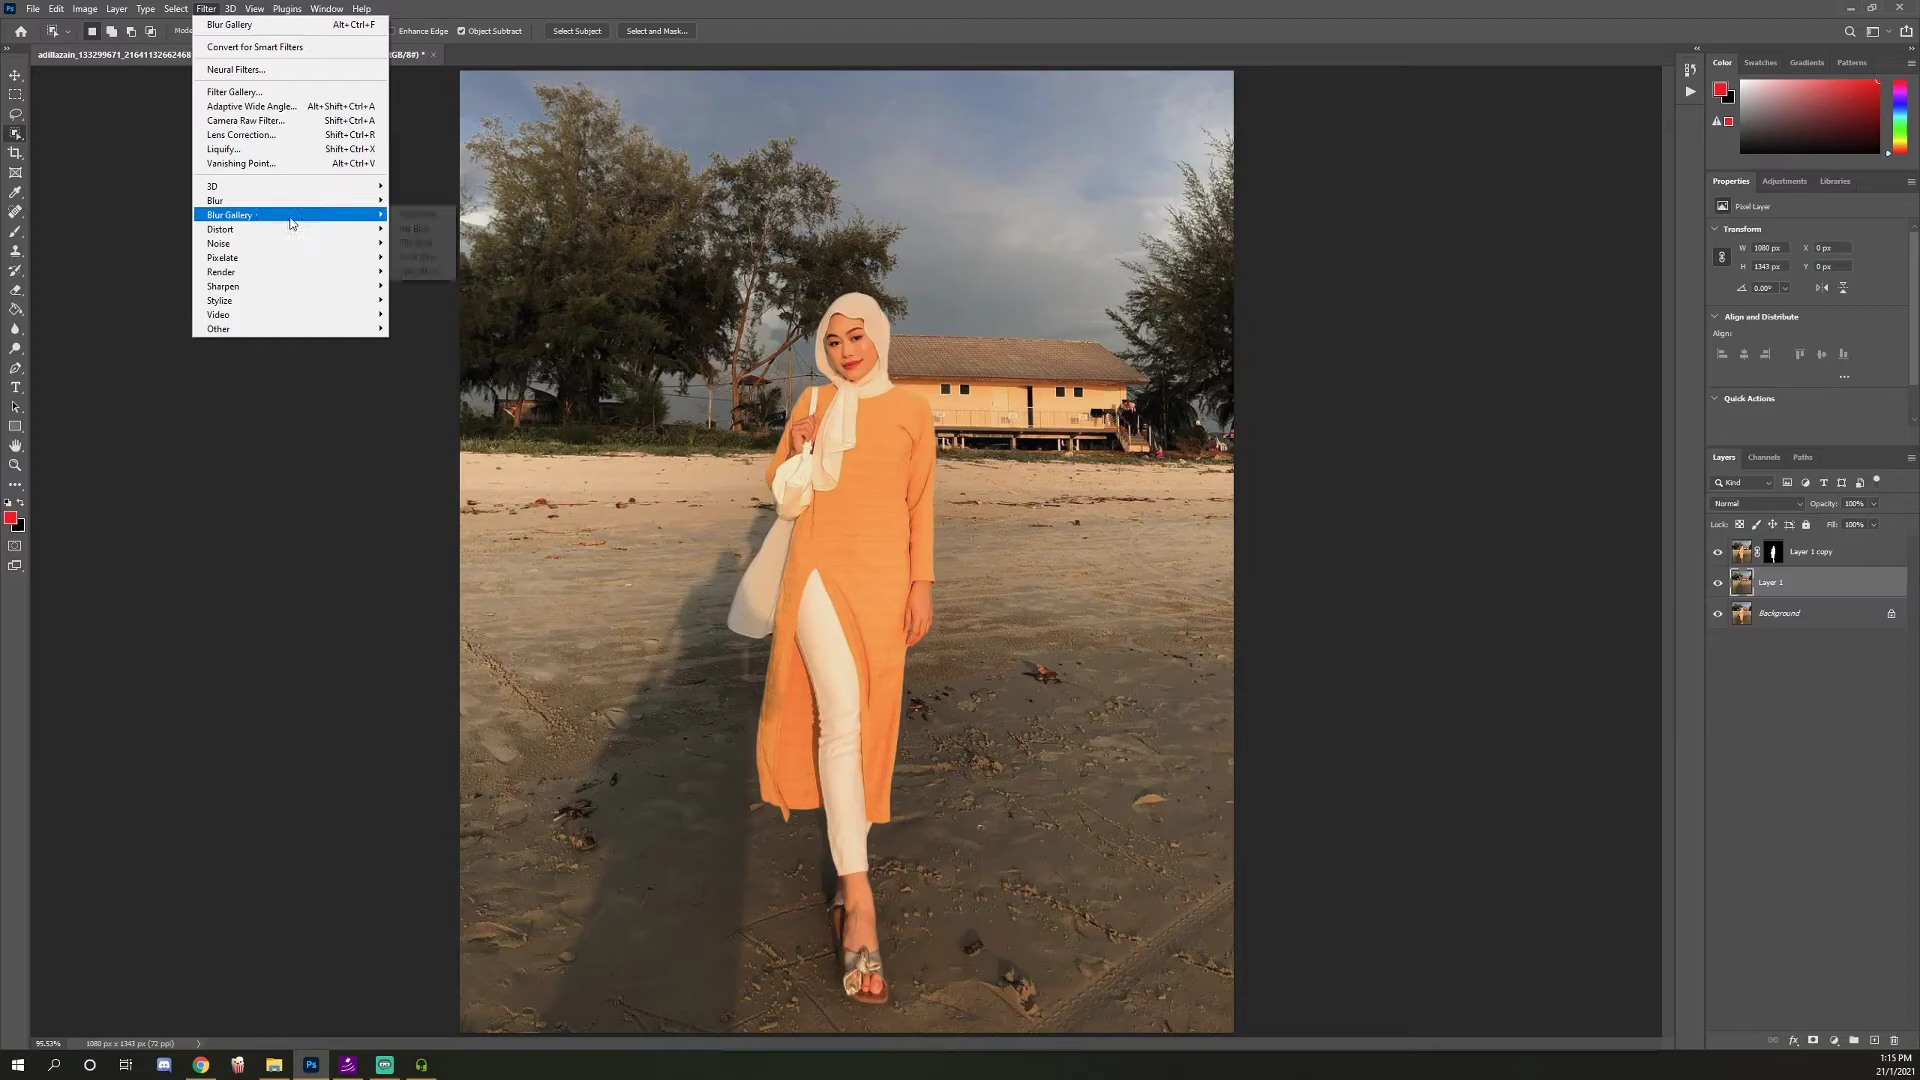 File Edit Image Layer Type Select Filter 3D View Plugins Window Help
Mode
Enhance Edge Object Subtract Select Subject Select and Mask...
RGB/8#) * ×
Blur Gallery Alt+Ctrl+F
Convert for Smart Filters
Neural Filters...
Filter Gallery...
Adaptive Wide Angle... Alt+Shift+Ctrl+A
Camera Raw Filter... Shift+Ctrl+A
Lens Correction... Shift+Ctrl+R
Liquify... Shift+Ctrl+X
Vanishing Point... Alt+Ctrl+V
3D
Blur
Blur Gallery
Distort
Noise
Pixelate
Render
Sharpen
Stylize
Video
Other
Color Swatches Gradients Patterns
Properties Adjustments Libraries
Pixel Layer
Transform
W 1080 px X 0 px
H 1343 px Y 0 px
0.00°
Align and Distribute
Align:
Quick Actions
Layers Channels Paths
Kind
Normal Opacity: 100%
Lock: Fill: 100%
Layer 1 copy
Layer 1
Background
fx
95.53% 1080 px x 1343 px (72 ppi)
Ps
1:15 PM
21/1/2021